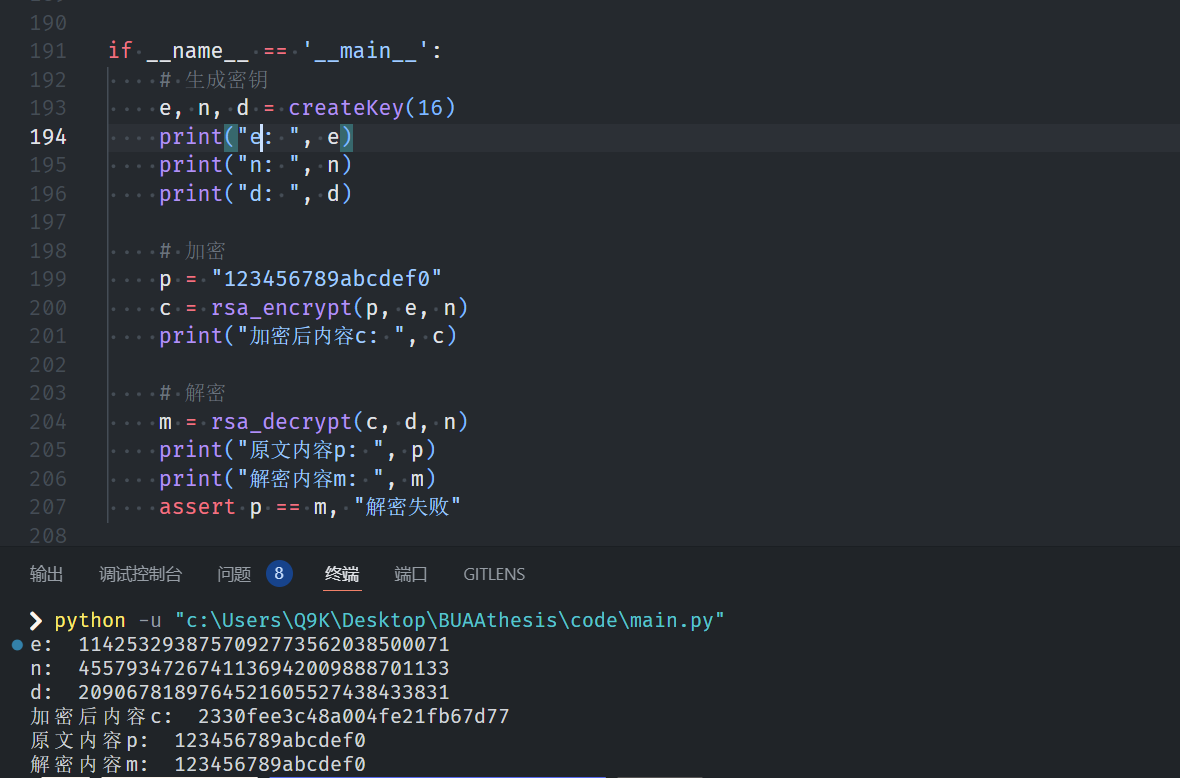 190
191 if __name__ == '__main__':
192 # 生成密钥
193 e, n, d = createKey(16)
194 print("e: ", e)
195 print("n: ", n)
196 print("d: ", d)
197
198 # 加密
199 p = "123456789abcdef0"
200 c = rsa_encrypt(p, e, n)
201 print("加密后内容c: ", c)
202
203 # 解密
204 m = rsa_decrypt(c, d, n)
205 print("原文内容p: ", p)
206 print("解密内容m: ", m)
207 assert p == m, "解密失败"
208
输出 调试控制台 问题 8 终端 端口 GITLENS
❯ python -u "c:\Users\Q9K\Desktop\BUAAthesis\code\main.py"
e: 11425329387570927735620​38500071
n: 4557934726741136942009888701133
d: 2090678189764521605527438433831
加密后内容c: 2330fee3c48a004fe21fb67d77
原文内容p: 123456789abcdef0
解密内容m: 123456789abcdef0